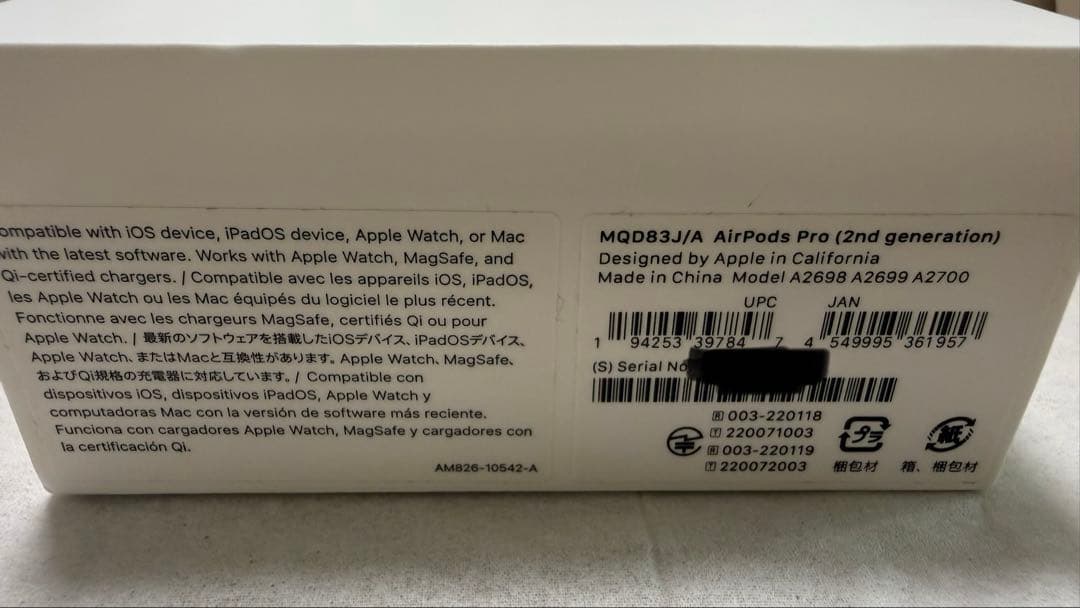 ompatible with iOS device, iPadOS device, Apple Watch, or Mac
with the latest software. Works with Apple Watch, MagSafe, and
Qi-certified chargers. / Compatible avec les appareils iOS, iPadOS,
les Apple Watch ou les Mac équipés du logiciel le plus récent.
Fonctionne avec les chargeurs MagSafe, certifiés Qi ou pour
Apple Watch. / 最新のソフトウェアを搭載したiOSデバイス、iPadOSデバイス、
Apple Watch、またはMacと互換性があります。Apple Watch、MagSafe、
およびQi規格の充電器に対応しています。/ Compatible con
dispositivos iOS, dispositivos iPadOS, Apple Watch y
computadoras Mac con la versión de software más reciente.
Funciona con cargadores Apple Watch, MagSafe y cargadores con
la certificación Qi.
AM826-10542-A
MQD83J/A AirPods Pro (2nd generation)
Designed by Apple in California
Made in China Model A2698 A2699 A2700
UPC JAN
1 94253 39784 7 4 549995 361957
(S) Serial No
R 003-220118
T 220071003
R 003-220119
T 220072003
プラ
梱包材
紙
箱、梱包材